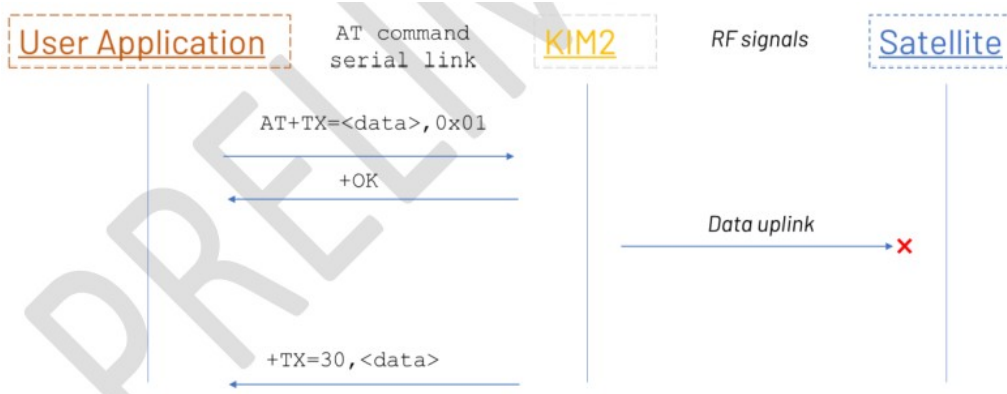 User Application
AT command
serial link
KIM2
RF signals
Satellite
AT+TX=<data>,0x01
+OK
Data uplink
+TX=30,<data>
PRELIM